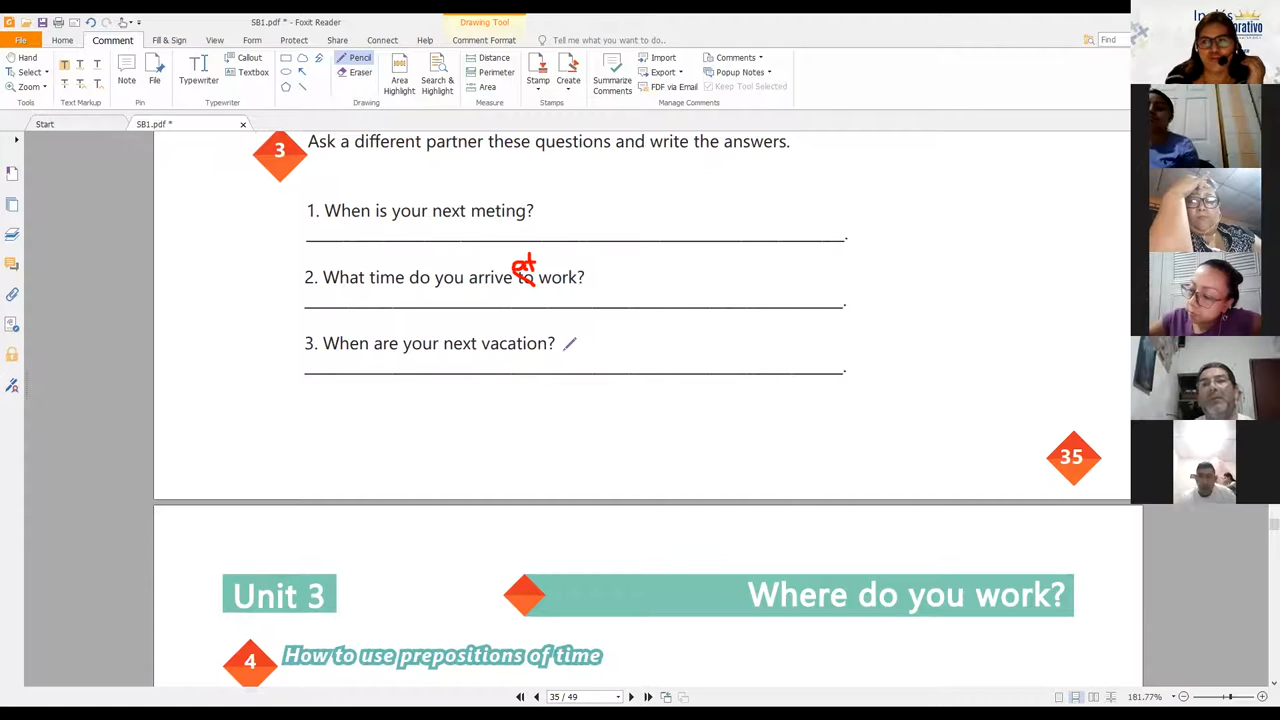 SB1.pdf * - Foxit Reader
Drawing Tool
File Home Comment Fill & Sign View Form Protect Share Connect Help Comment Format Tell me what you want to do... Find
Hand
Select
Zoom
Tools
Text Markup
Note
File
Pin
Typewriter
Callout
Textbox
Typewriter
Pencil
Eraser
Drawing
Area Highlight
Search & Highlight
Distance
Perimeter
Area
Measure
Stamp
Create
Stamps
Summarize Comments
Import
Export
FDF via Email
Comments
Popup Notes
Keep Tool Selected
Manage Comments
Start
SB1.pdf *
3 Ask a different partner these questions and write the answers.
1. When is your next meting?
at
2. What time do you arrive to work?
3. When are your next vacation?
35
Unit 3
Where do you work?
4 How to use prepositions of time
35 / 49
181.77%